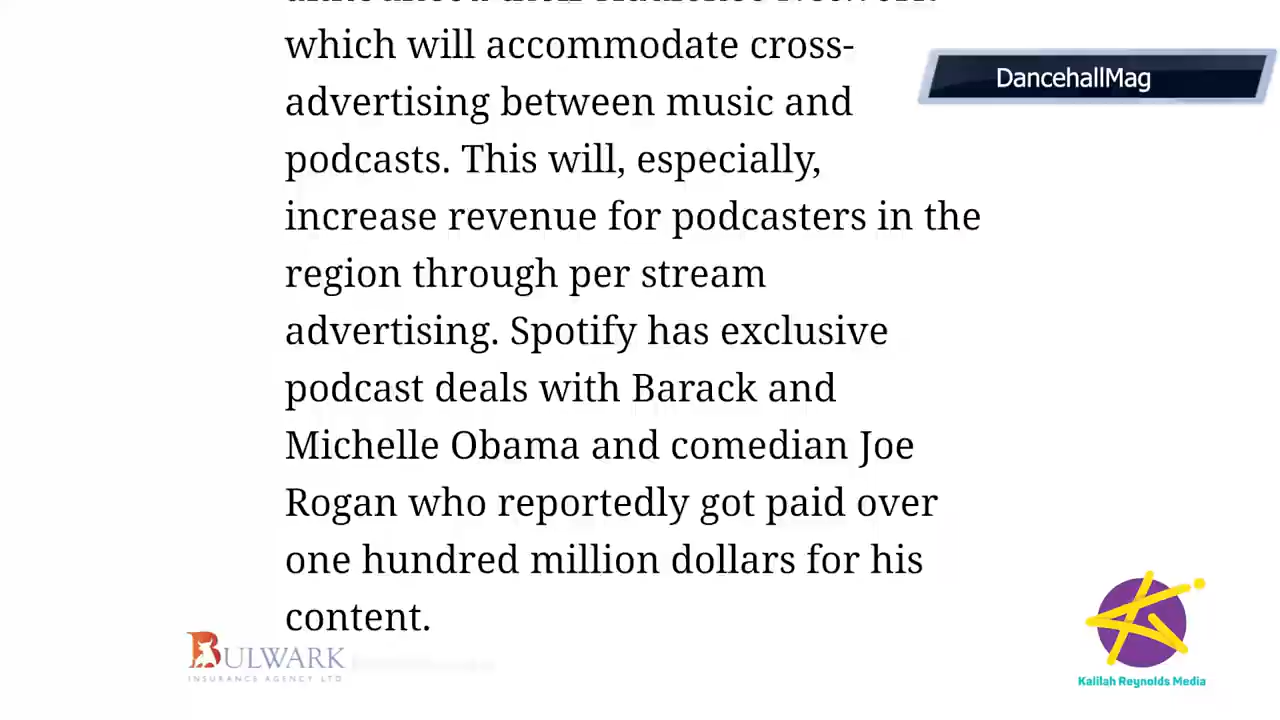 which will accommodate cross-
advertising between music and
podcasts. This will, especially,
increase revenue for podcasters in the
region through per stream
advertising. Spotify has exclusive
podcast deals with Barack and
Michelle Obama and comedian Joe
Rogan who reportedly got paid over
one hundred million dollars for his
content.
DancehallMag
BULWARK
INSURANCE AGENCY LTD
Kalilah Reynolds Media